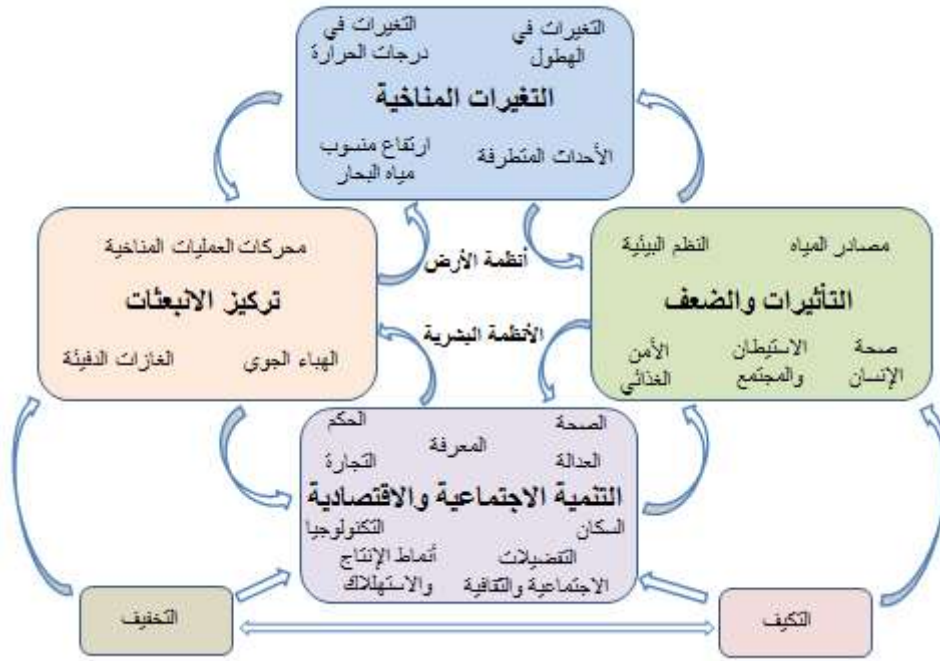 التغيرات في
الهطول
التغيرات في
درجات الحرارة
التغيرات المناخية
الأحداث المتطرفة
ارتفاع منسوب
مياه البحار
مصادر المياه
النظم البيئية
التأثيرات والضعف
صحة
الإنسان
الاستيطان
والمجتمع
الأمن
الغذائي
أنظمة الأرض
الأنظمة البشرية
محركات العمليات المناخية
تركيز الانبعثات
الهباء الجوي
الغازات الدفيئة
الصحة
المعرفة
الحكم
العدالة
التجارة
التنمية الاجتماعية والاقتصادية
السكان
التكنولوجيا
التفضيلات
الاجتماعية والثقافية
أنماط الإنتاج
والاستهلاك
التكيف
التخفيف